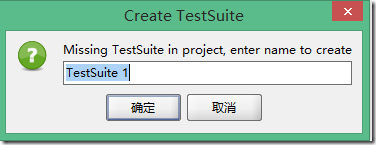 Create TestSuite
Missing TestSuite in project, enter name to create
TestSuite 1
确定
取消